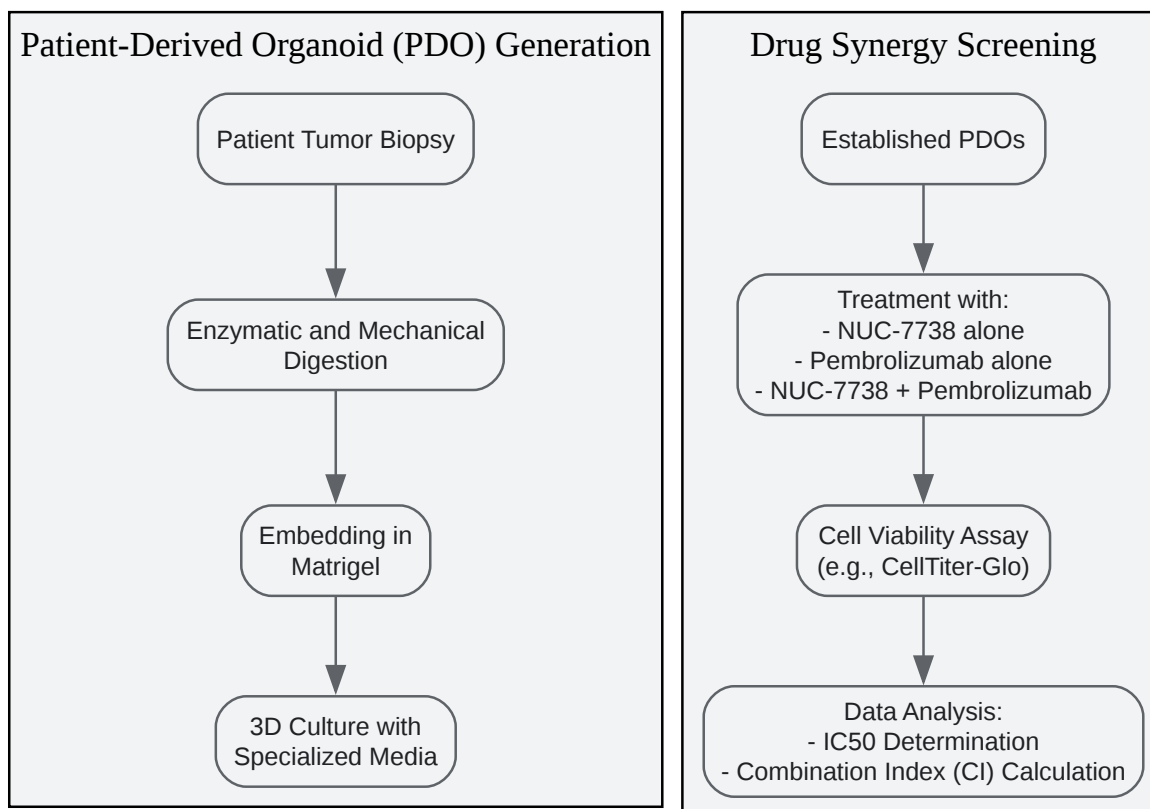 Patient-Derived Organoid (PDO) Generation
Patient Tumor Biopsy
Enzymatic and Mechanical
Digestion
Embedding in
Matrigel
3D Culture with
Specialized Media
Drug Synergy Screening
Established PDOs
Treatment with:
- NUC-7738 alone
- Pembrolizumab alone
- NUC-7738 + Pembrolizumab
Cell Viability Assay
(e.g., CellTiter-Glo)
Data Analysis:
- IC50 Determination
- Combination Index (CI) Calculation